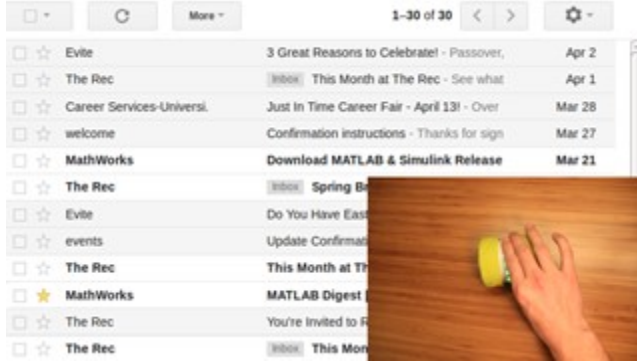 More 1–30 of 30
Evite 3 Great Reasons to Celebrate! - Passover, Apr 2
The Rec Inbox This Month at The Rec - See what Apr 1
Career Services-Universi. Just In Time Career Fair - April 13! - Over Mar 28
welcome Confirmation instructions - Thanks for sign Mar 27
MathWorks Download MATLAB & Simulink Release Mar 21
The Rec Inbox Spring
Evite Do You Have
events Update
The Rec This Month at
MathWorks MATLAB Digest
The Rec You're Invited to
The Rec Inbox This